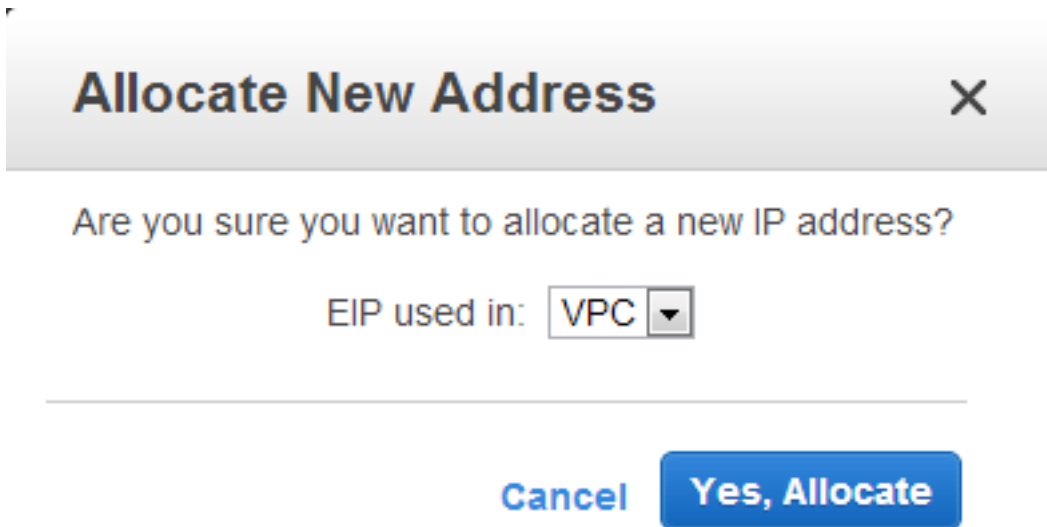 Allocate New Address
Are you sure you want to allocate a new IP address?
EIP used in: VPC
Cancel Yes, Allocate